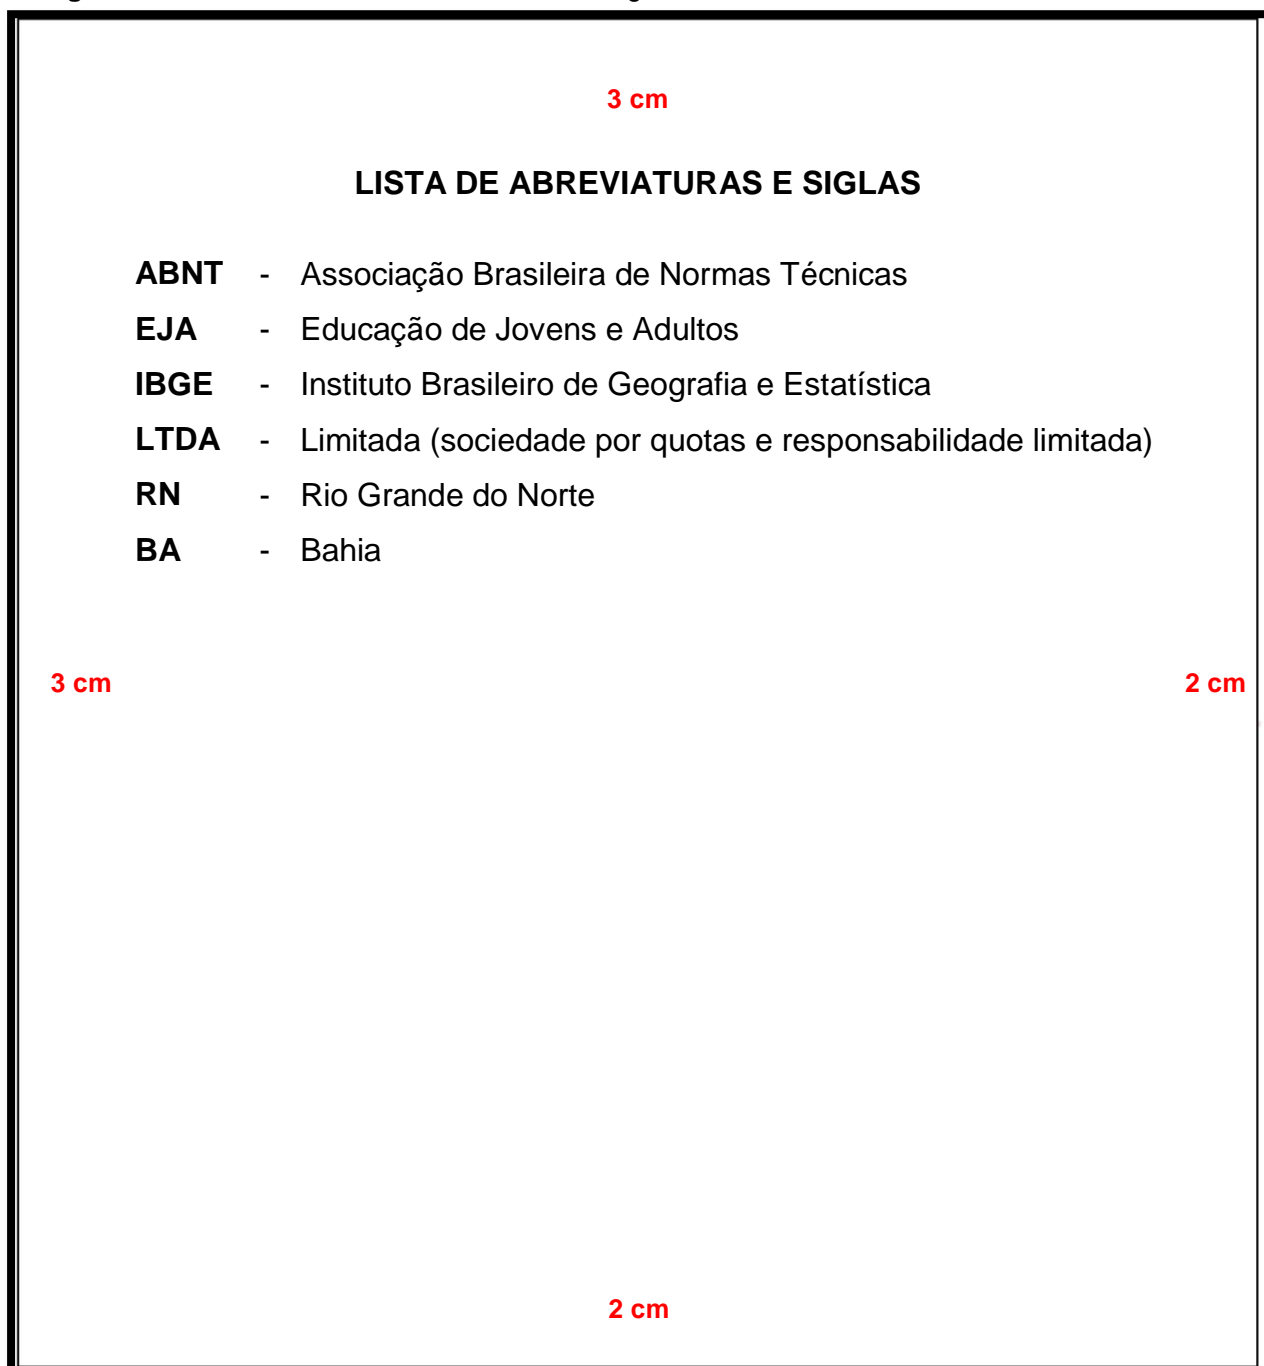 3 cm
LISTA DE ABREVIATURAS E SIGLAS
ABNT - Associação Brasileira de Normas Técnicas
EJA - Educação de Jovens e Adultos
IBGE - Instituto Brasileiro de Geografia e Estatística
LTDA - Limitada (sociedade por quotas e responsabilidade limitada)
RN - Rio Grande do Norte
BA - Bahia
3 cm 2 cm
2 cm